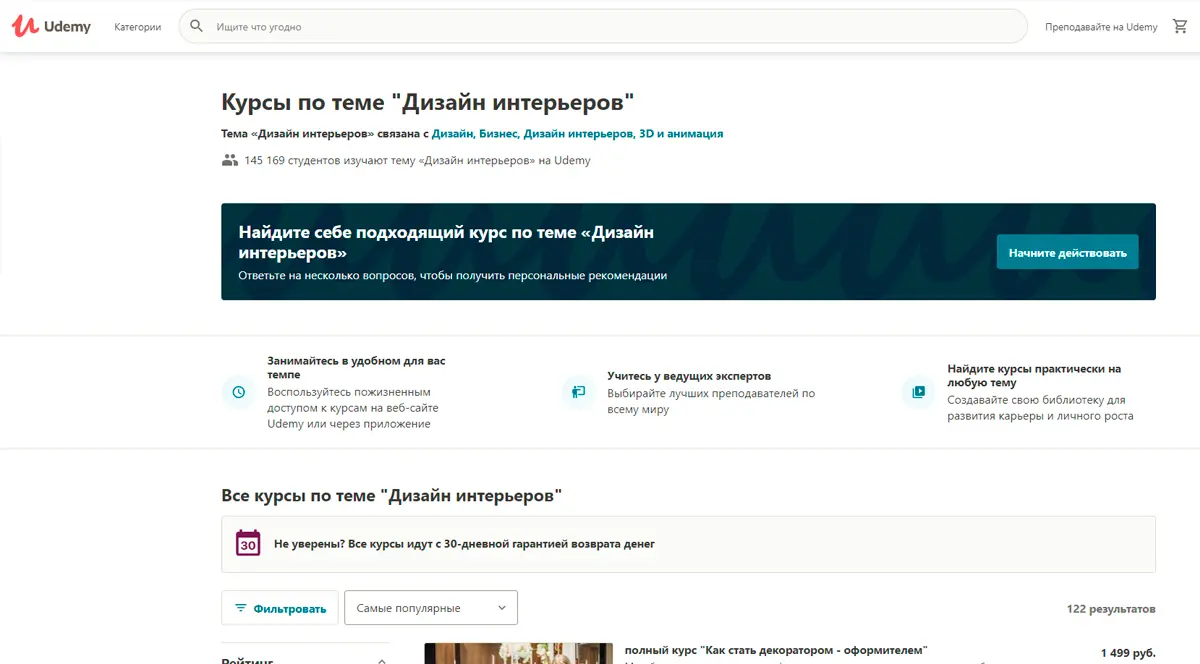 Udemy
Категории
Ищите что угодно
Преподавайте на Udemy
Курсы по теме "Дизайн интерьеров"
Тема «Дизайн интерьеров» связана с Дизайн, Бизнес, Дизайн интерьеров, 3D и анимация
145 169 студентов изучают тему «Дизайн интерьеров» на Udemy
Найдите себе подходящий курс по теме «Дизайн
интерьеров»
Ответьте на несколько вопросов, чтобы получить персональные рекомендации
Начните действовать
Занимайтесь в удобном для вас
темпе
Воспользуйтесь пожизненным
доступом к курсам на веб-сайте
Udemy или через приложение
Учитесь у ведущих экспертов
Выбирайте лучших преподавателей по
всему миру
Найдите курсы практически на
любую тему
Создавайте свою библиотеку для
развития карьеры и личного роста
Все курсы по теме "Дизайн интерьеров"
30
Не уверены? Все курсы идут с 30-дневной гарантией возврата денег
Фильтровать
Самые популярные
122 результатов
Рейтинг
полный курс "Как стать декоратором - оформителем"
1 499 руб.